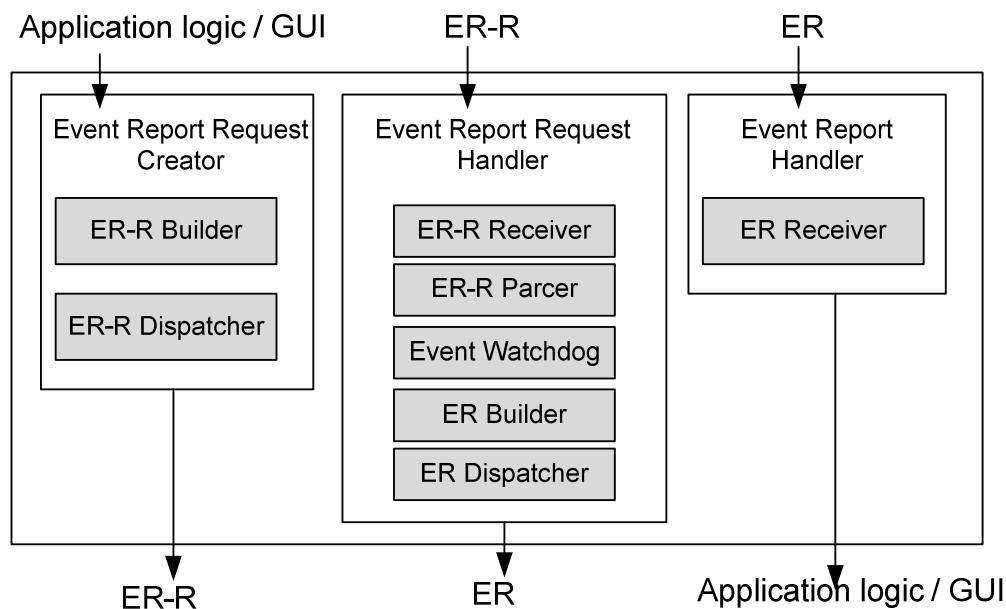 Application logic / GUI
ER-R
ER
Event Report Request
Creator
ER-R Builder
ER-R Dispatcher
Event Report Request
Handler
ER-R Receiver
ER-R Parcer
Event Watchdog
ER Builder
ER Dispatcher
Event Report
Handler
ER Receiver
ER-R
ER
Application logic / GUI